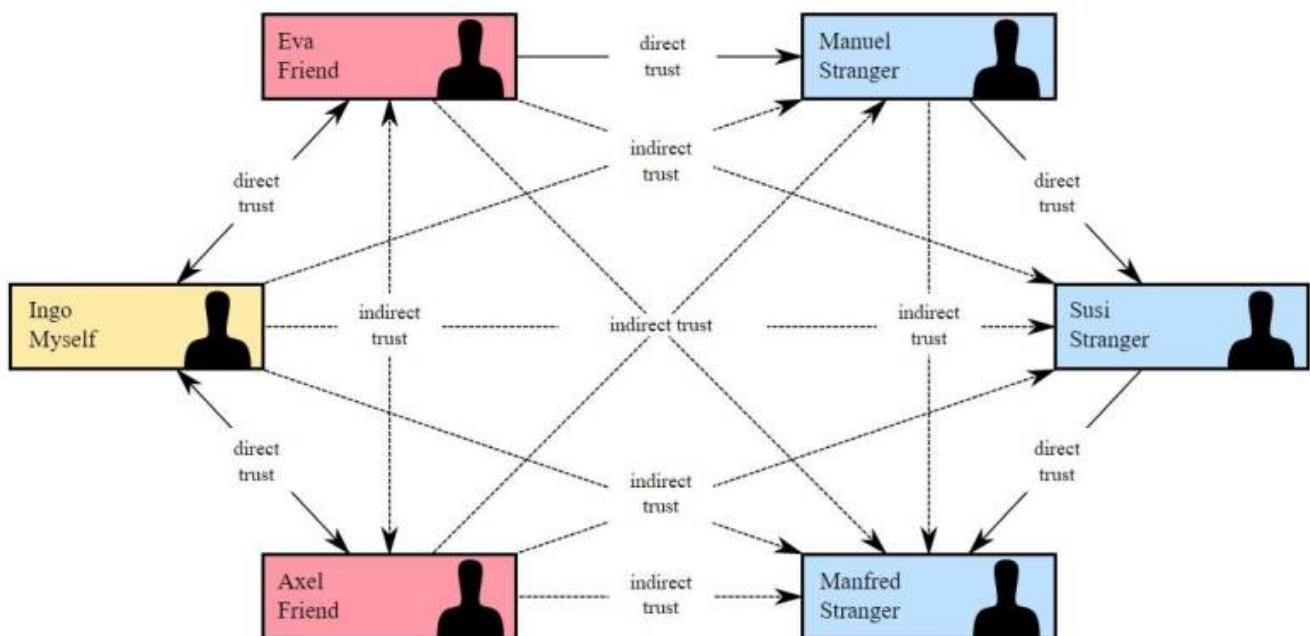 Eva
Friend
direct
trust
Manuel
Stranger
indirect
trust
direct
trust
direct
trust
Ingo
Myself
indirect
trust
indirect trust
indirect
trust
Susi
Stranger
direct
trust
indirect
trust
direct
trust
Axel
Friend
indirect
trust
Manfred
Stranger